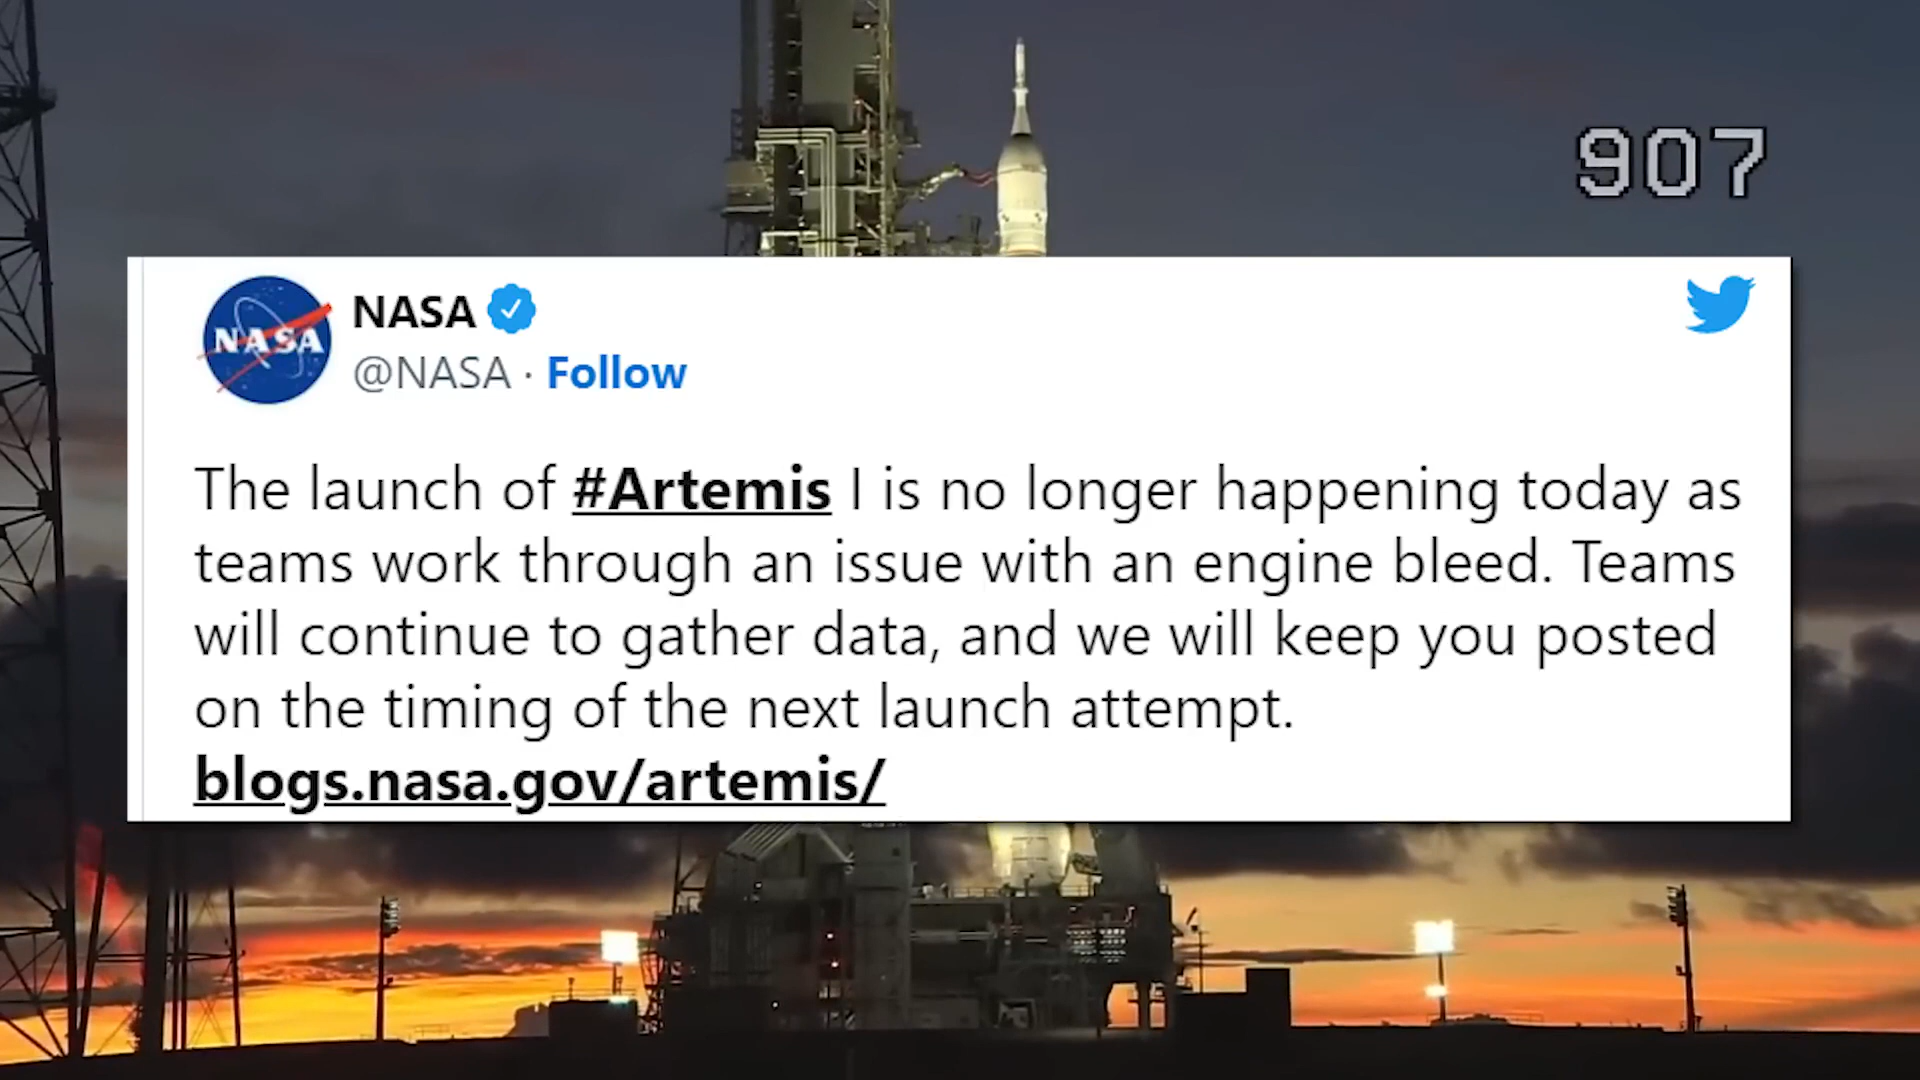 907
NASA
NASA
@NASA · Follow
The launch of #Artemis I is no longer happening today as
teams work through an issue with an engine bleed. Teams
will continue to gather data, and we will keep you posted
on the timing of the next launch attempt.
blogs.nasa.gov/artemis/